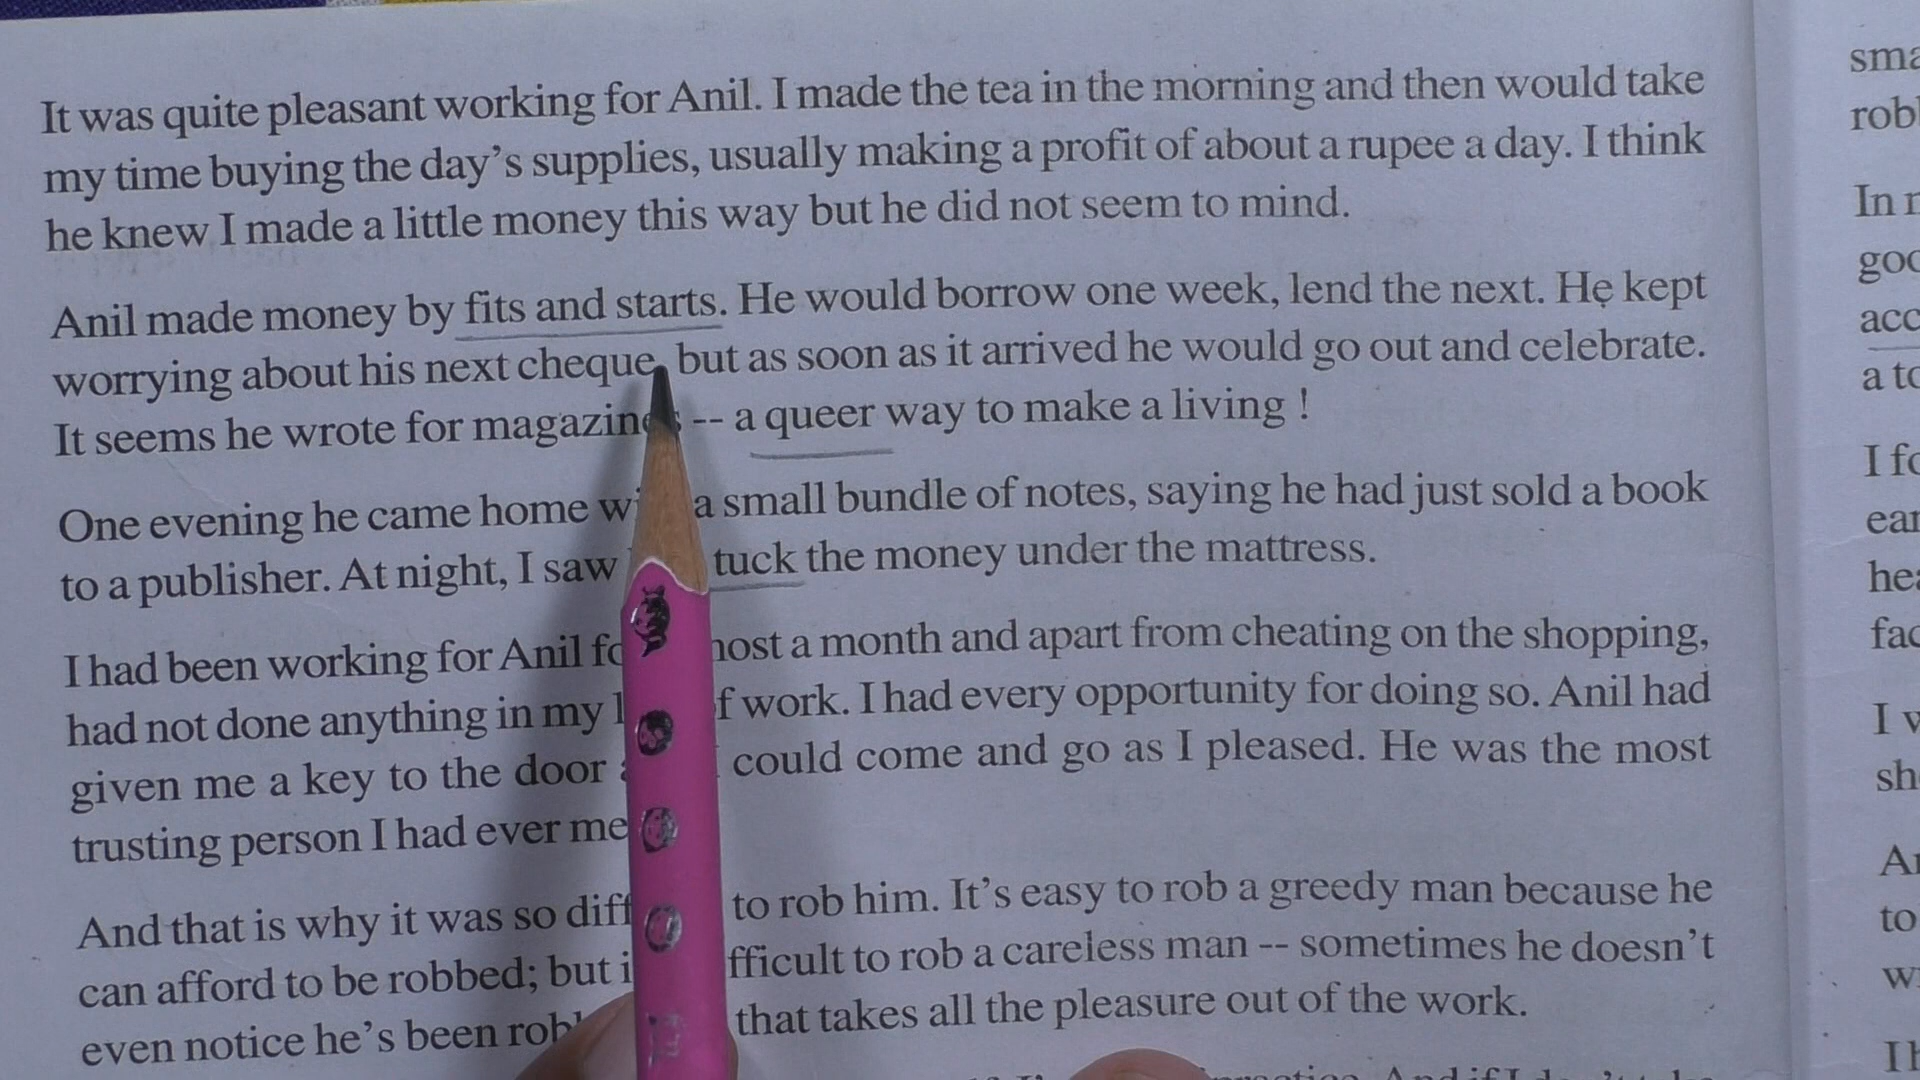 It was quite pleasant working for Anil. I made the tea in the morning and then would take
my time buying the day's supplies, usually making a profit of about a rupee a day. I think
he knew I made a little money this way but he did not seem to mind.
Anil made money by fits and starts. He would borrow one week, lend the next. He kept
worrying about his next cheque, but as soon as it arrived he would go out and celebrate.
It seems he wrote for magazines -- a queer way to make a living !
One evening he came home a small bundle of notes, saying he had just sold a book
to a publisher. At night, I saw tuck the money under the mattress.
I had been working for Anil a month and apart from cheating on the shopping,
had not done anything in my work. I had every opportunity for doing so. Anil had
given me a key to the door could come and go as I pleased. He was the most
trusting person I had ever
And that is why it was so to rob him. It's easy to rob a greedy man because he
can afford to be robbed; but to rob a careless man -- sometimes he doesn't
even notice he's been that takes all the pleasure out of the work.